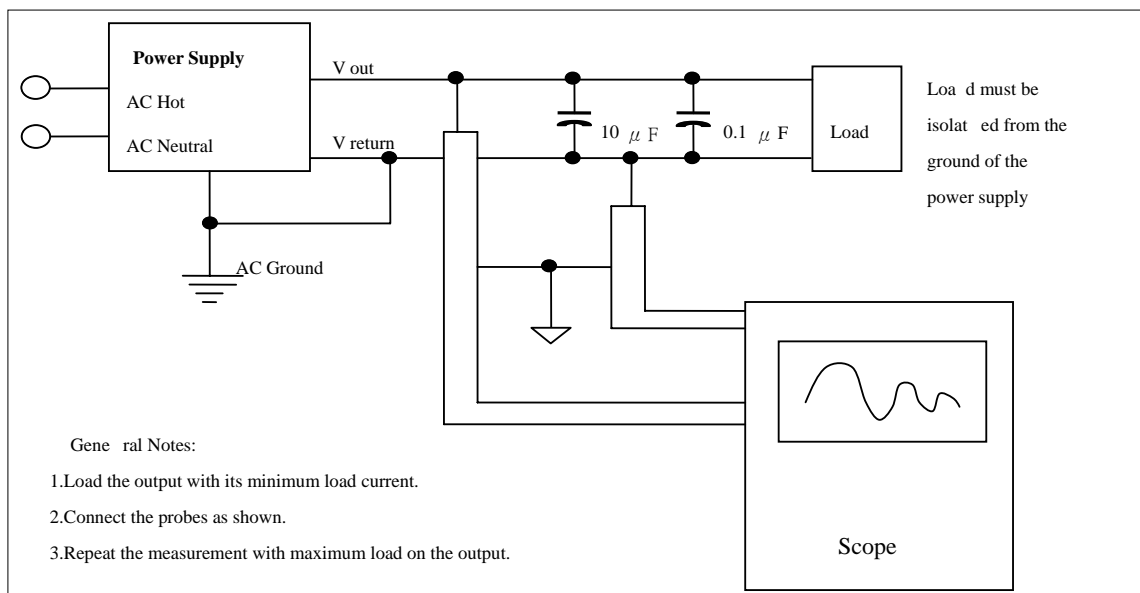 Power Supply
AC Hot
AC Neutral
V out
V return
AC Ground
10 μF
0.1 μF
Load
Loa d must be
isolat ed from the
ground of the
power supply
Gene ral Notes:
1.Load the output with its minimum load current.
2.Connect the probes as shown.
3.Repeat the measurement with maximum load on the output.
Scope